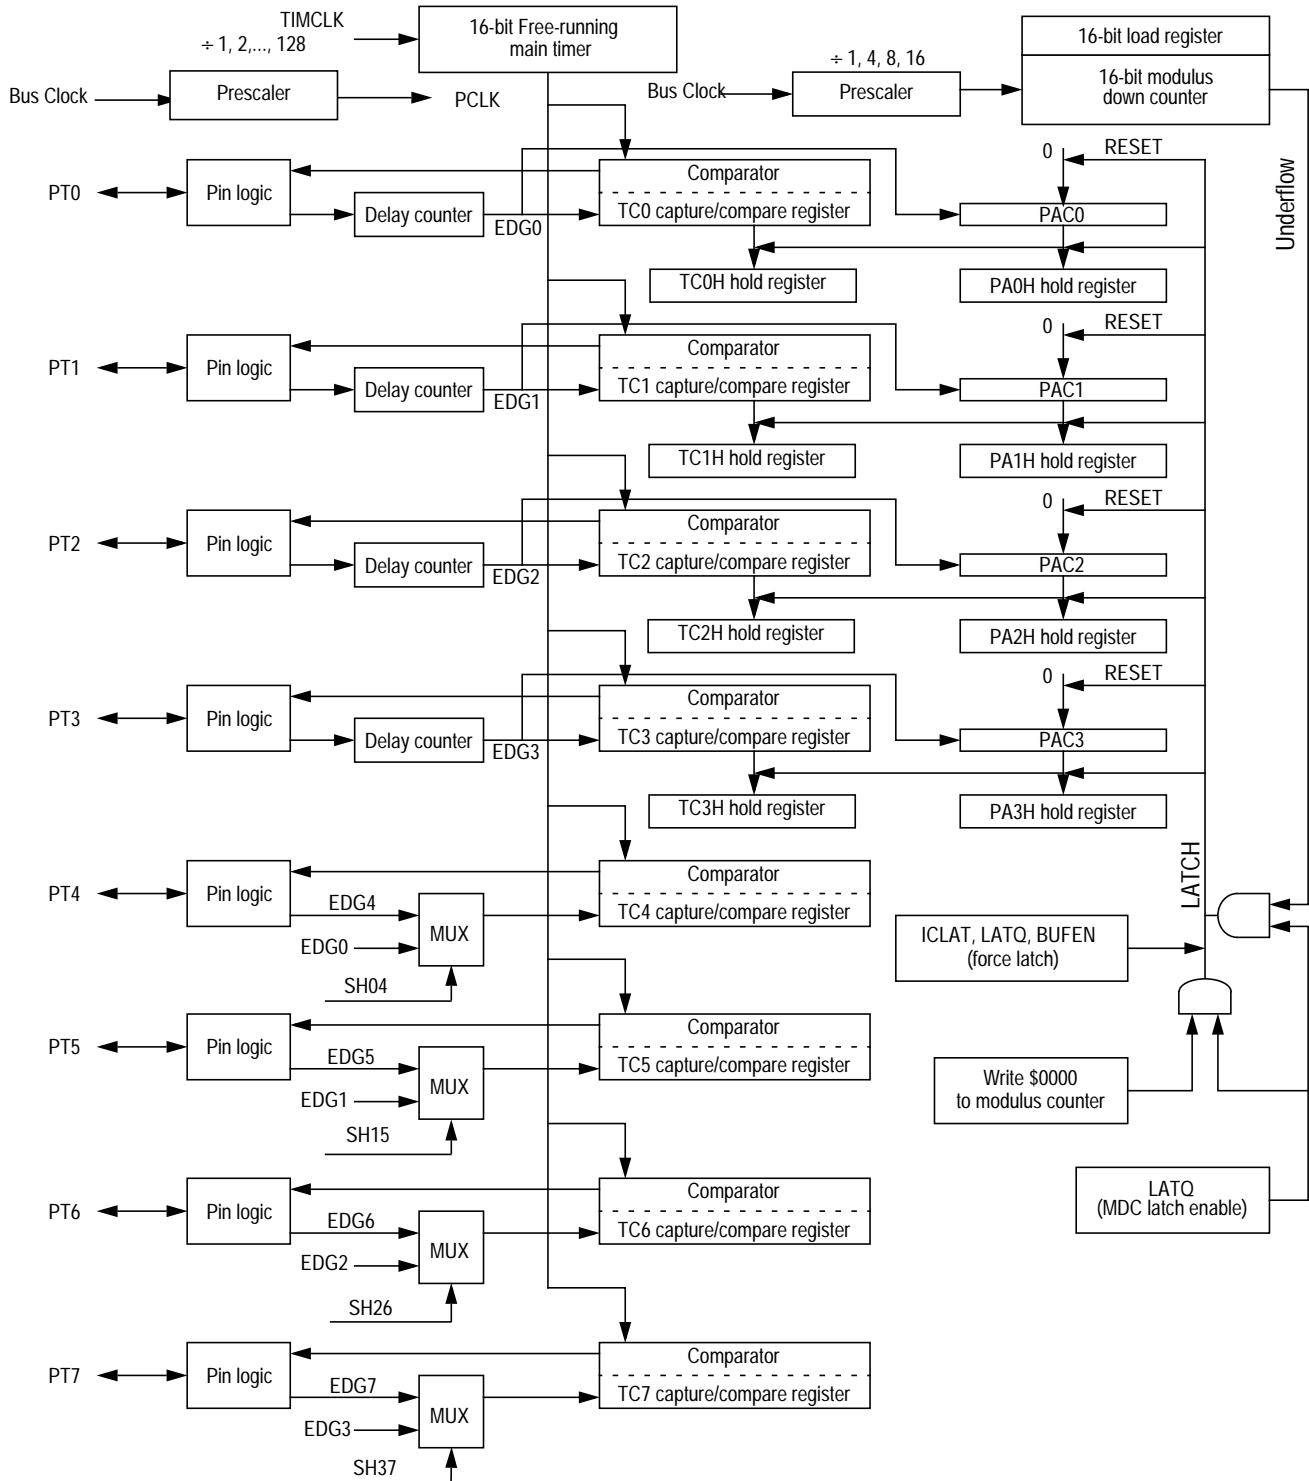 TIMCLK
÷ 1, 2,..., 128
16-bit Free-running
main timer
16-bit load register
÷ 1, 4, 8, 16
Bus Clock
Prescaler
PCLK
Bus Clock
Prescaler
16-bit modulus
down counter
0
RESET
Underflow
PT0
Pin logic
Comparator
Delay counter
EDG0
TC0 capture/compare register
PAC0
TC0H hold register
PA0H hold register
0
RESET
PT1
Pin logic
Comparator
Delay counter
EDG1
TC1 capture/compare register
PAC1
TC1H hold register
PA1H hold register
0
RESET
PT2
Pin logic
Comparator
Delay counter
EDG2
TC2 capture/compare register
PAC2
TC2H hold register
PA2H hold register
0
RESET
PT3
Pin logic
Comparator
Delay counter
EDG3
TC3 capture/compare register
PAC3
TC3H hold register
PA3H hold register
LATCH
PT4
Pin logic
Comparator
EDG4
MUX
TC4 capture/compare register
EDG0
SH04
ICLAT, LATQ, BUFEN
(force latch)
PT5
Pin logic
Comparator
EDG5
MUX
TC5 capture/compare register
EDG1
SH15
Write $0000
to modulus counter
PT6
Pin logic
Comparator
EDG6
MUX
TC6 capture/compare register
EDG2
SH26
LATQ
(MDC latch enable)
PT7
Pin logic
Comparator
EDG7
MUX
TC7 capture/compare register
EDG3
SH37